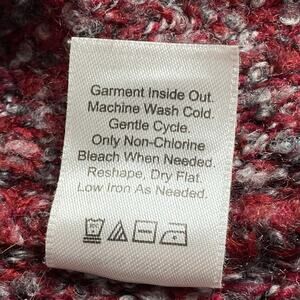 Garment Inside Out.
Machine Wash Cold.
Gentle Cycle.
Only Non-Chlorine
Bleach When Needed.
Reshape, Dry Flat.
Low Iron As Needed.